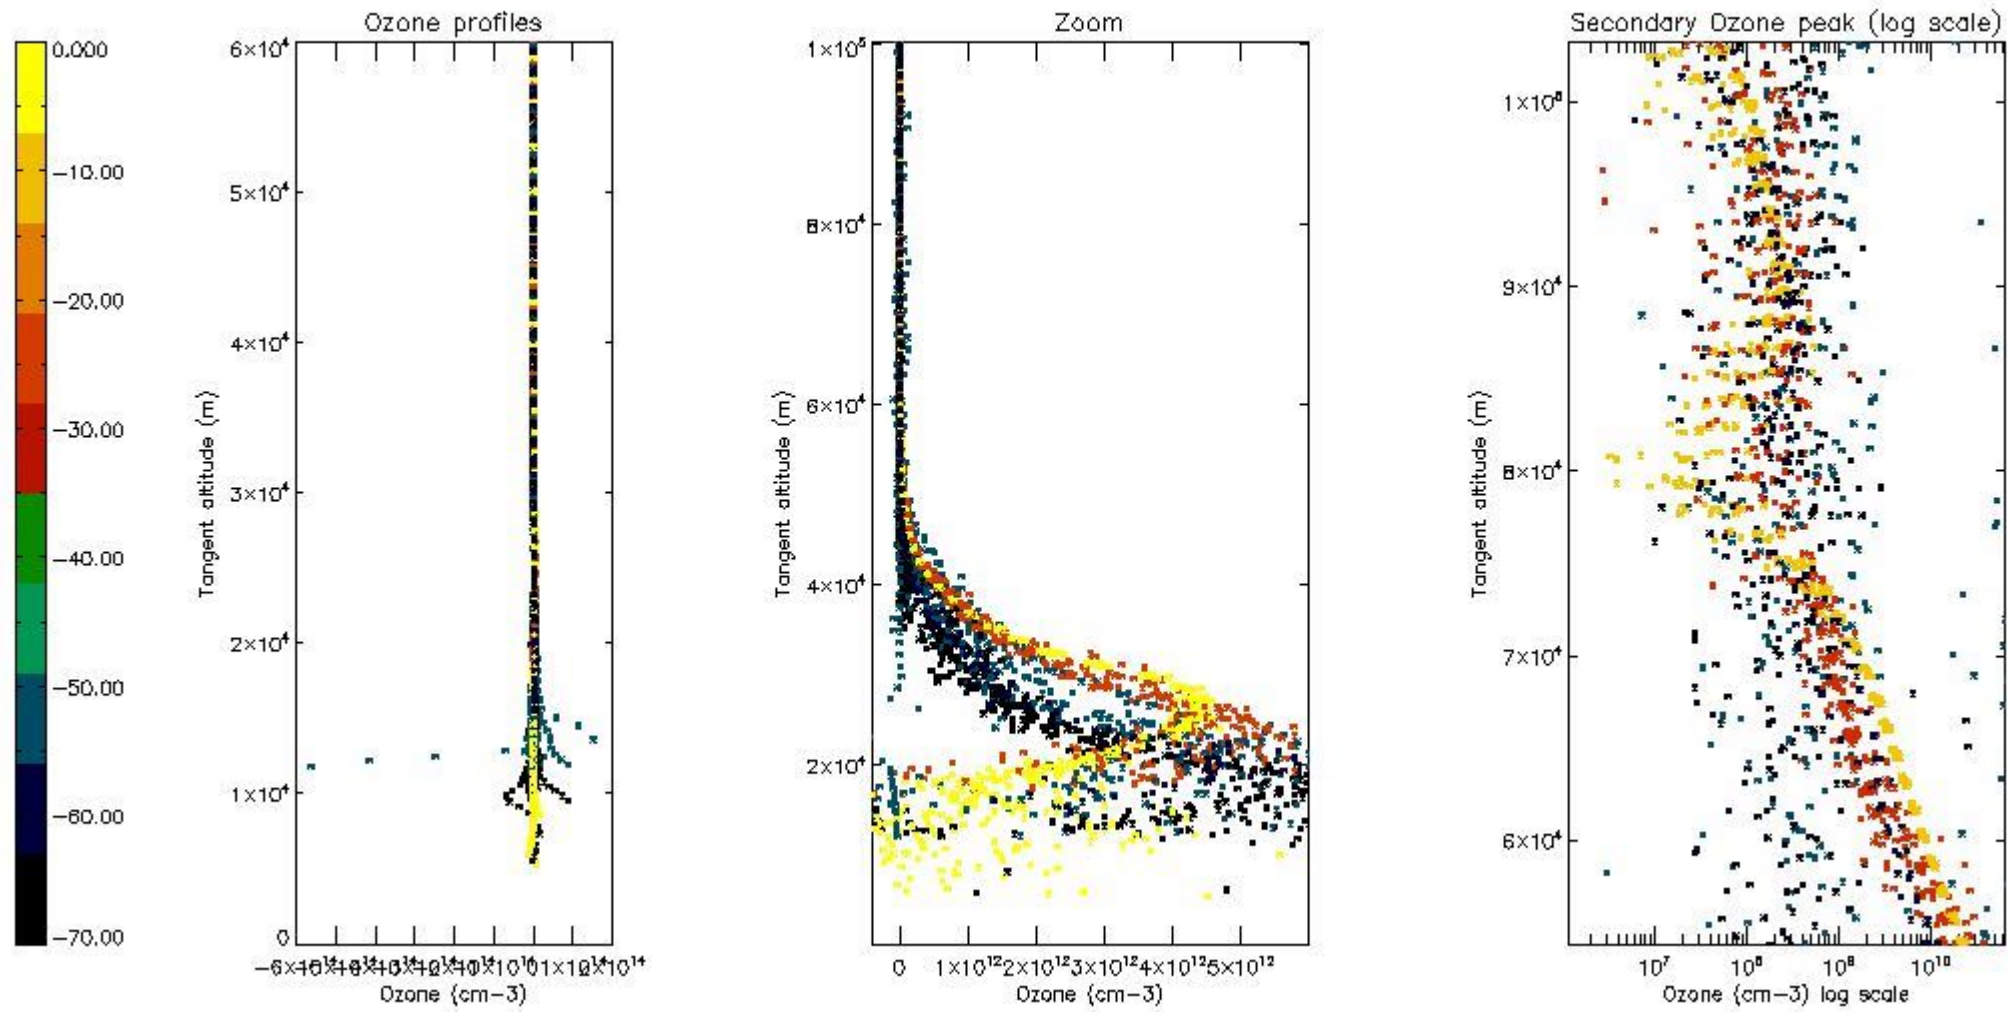 Ozone profiles
Zoom
Secondary Ozone peak (log scale)
0.000
-10.00
-20.00
-30.00
-40.00
-50.00
-60.00
-70.00
Tangent altitude (m)
6×10⁴
5×10⁴
4×10⁴
3×10⁴
2×10⁴
1×10⁴
0
2×10¹⁴
Ozone (cm-3)
Tangent altitude (m)
1×10⁵
8×10⁴
6×10⁴
4×10⁴
2×10⁴
0 1×10¹² 2×10¹² 3×10¹² 4×10¹² 5×10¹²
Ozone (cm-3)
Tangent altitude (m)
1×10⁵
9×10⁴
8×10⁴
7×10⁴
6×10⁴
10⁷ 10⁸ 10⁹ 10¹⁰
Ozone (cm-3) log scale